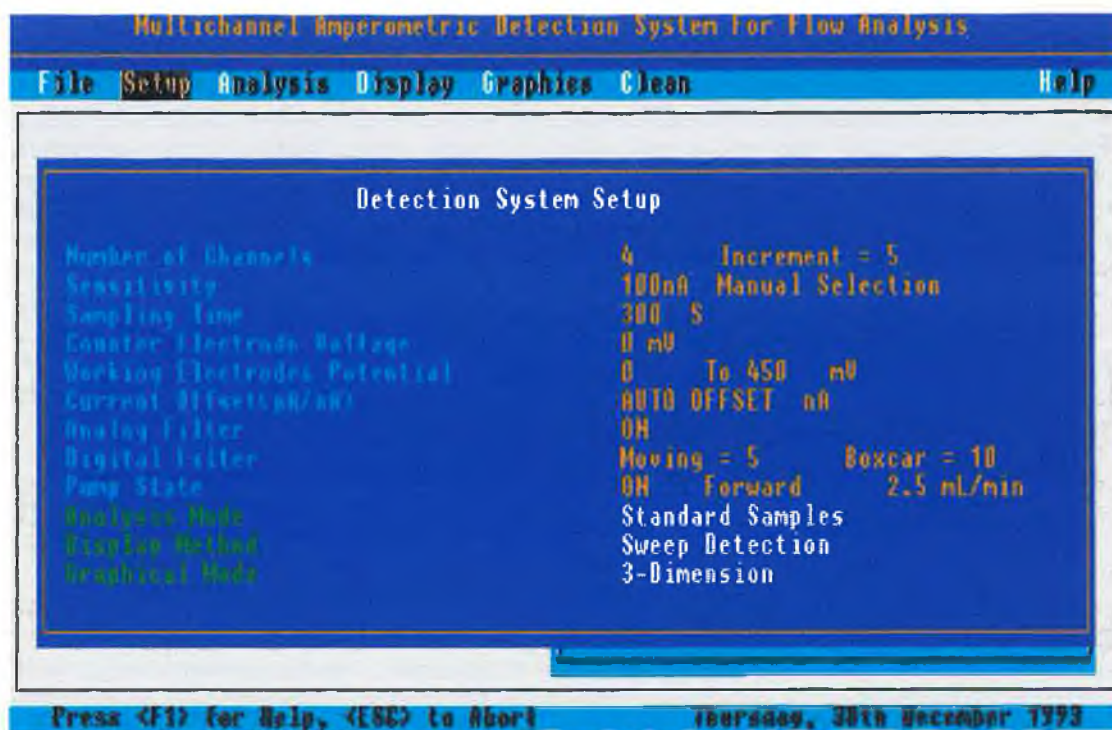 Multichannel Amperometric Detection System For Flow Analysis
File Setup Analysis Display Graphics Clean Help
Detection System Setup
Number of Channels 4 Increment = 5
Sensitivity 100nA Manual Selection
Sampling Time 300 S
Counter Electrode Voltage 0 mV
Working Electrodes Potential 0 To 450 mV
Current Offset(pA/nA) AUTO OFFSET nA
Analog Filter ON
Digital Filter Moving = 5 Boxcar = 10
Pump State ON Forward 2.5 mL/min
Analysis Mode Standard Samples
Display Method Sweep Detection
Graphical Mode 3-Dimension
Press <F1> for Help, <ESC> to Abort Thursday, 30th December 1993